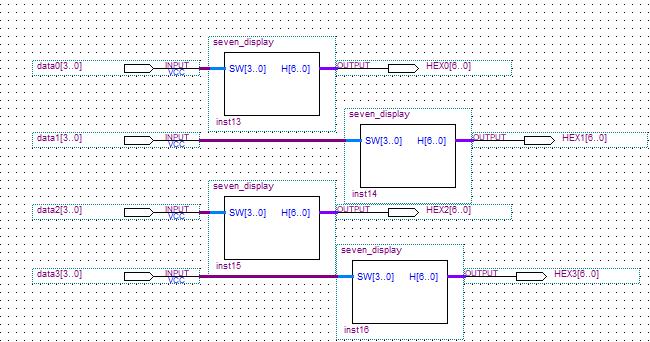 seven_display
data0[3..0] INPUT VCC SW[3..0] H[6..0] OUTPUT HEX0[6..0]
inst13
seven_display
data1[3..0] INPUT VCC SW[3..0] H[6..0] OUTPUT HEX1[6..0]
inst14
seven_display
data2[3..0] INPUT VCC SW[3..0] H[6..0] OUTPUT HEX2[6..0]
inst15
seven_display
data3[3..0] INPUT VCC SW[3..0] H[6..0] OUTPUT HEX3[6..0]
inst16